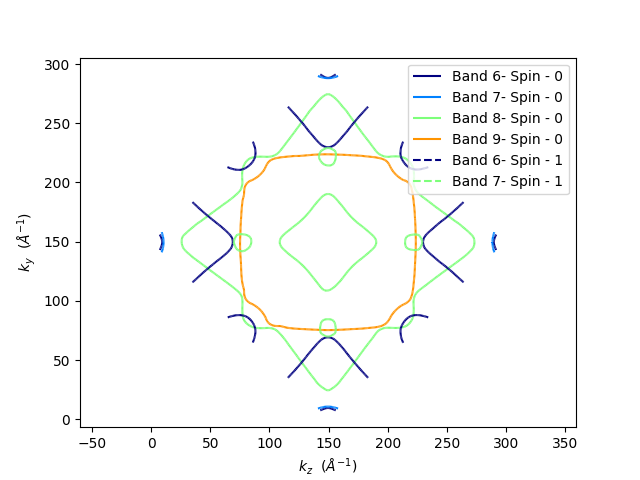 300
250
200
150
100
50
0
k_y (Å⁻¹)
Band 6- Spin - 0
Band 7- Spin - 0
Band 8- Spin - 0
Band 9- Spin - 0
Band 6- Spin - 1
Band 7- Spin - 1
−50 0 50 100 150 200 250 300 350
k_z (Å⁻¹)